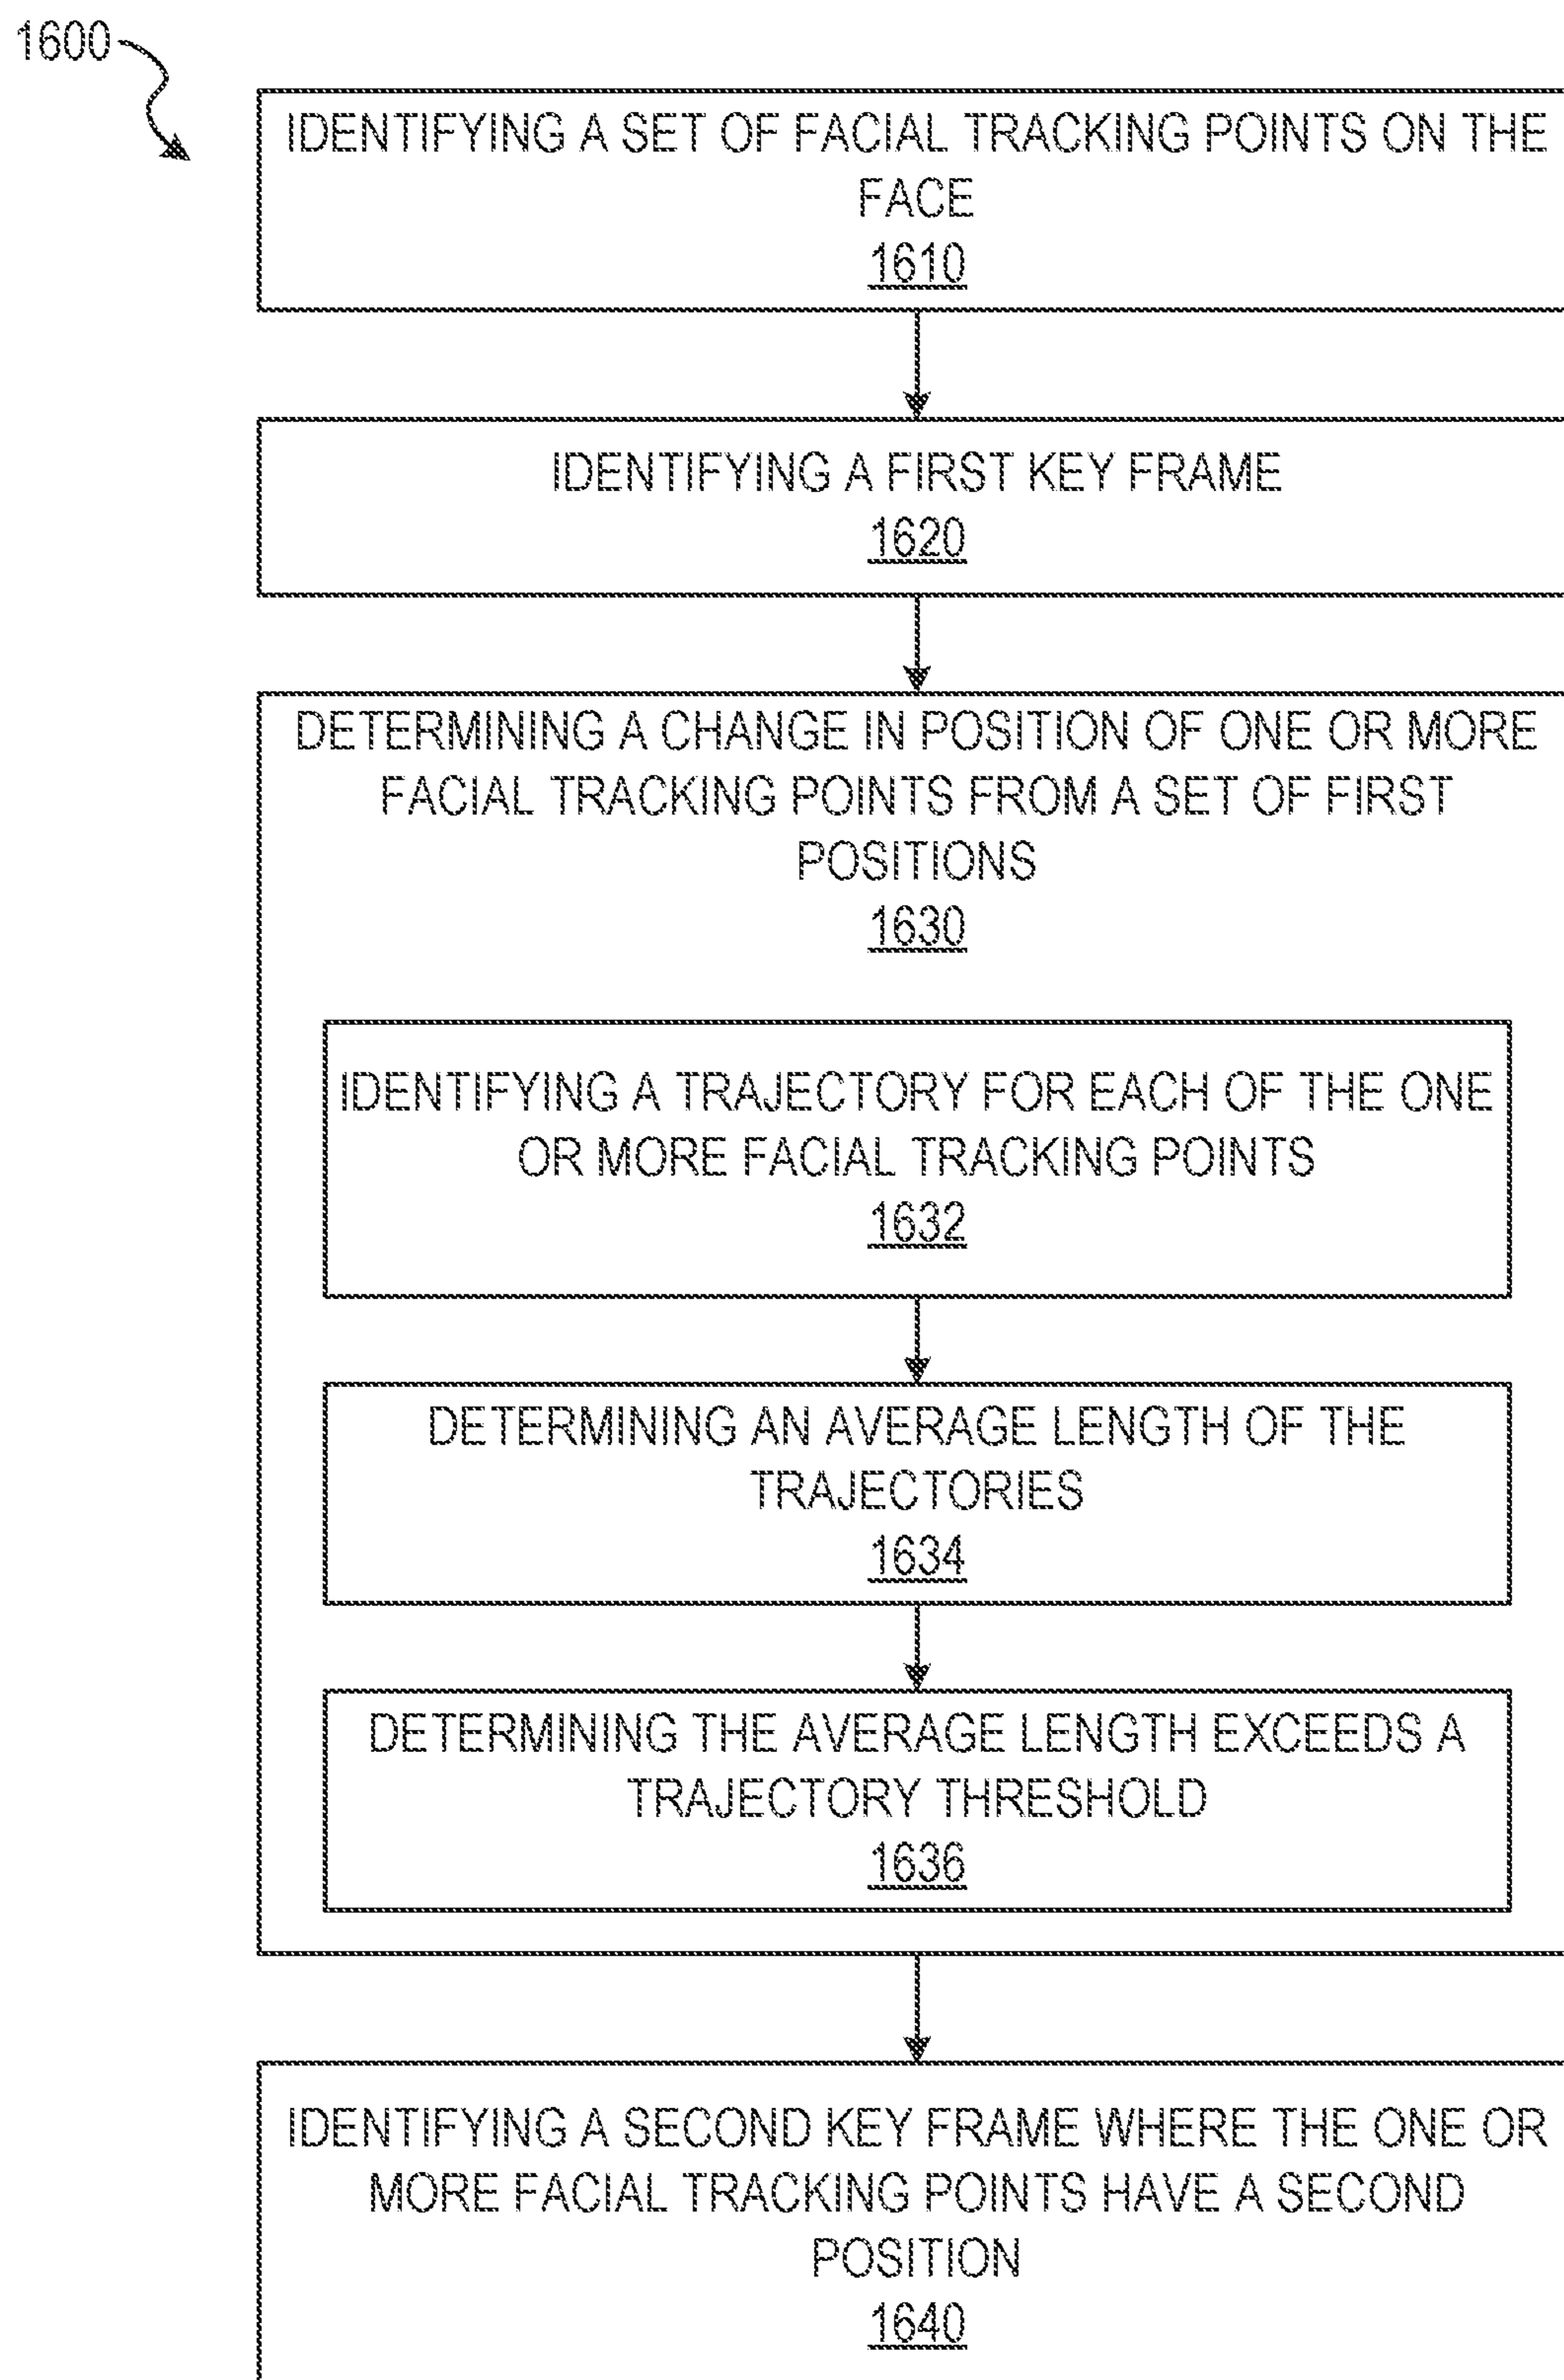 1600
IDENTIFYING A SET OF FACIAL TRACKING POINTS ON THE
FACE
1610
IDENTIFYING A FIRST KEY FRAME
1620
DETERMINING A CHANGE IN POSITION OF ONE OR MORE
FACIAL TRACKING POINTS FROM A SET OF FIRST
POSITIONS
1630
IDENTIFYING A TRAJECTORY FOR EACH OF THE ONE
OR MORE FACIAL TRACKING POINTS
1632
DETERMINING AN AVERAGE LENGTH OF THE
TRAJECTORIES
1634
DETERMINING THE AVERAGE LENGTH EXCEEDS A
TRAJECTORY THRESHOLD
1636
IDENTIFYING A SECOND KEY FRAME WHERE THE ONE OR
MORE FACIAL TRACKING POINTS HAVE A SECOND
POSITION
1640